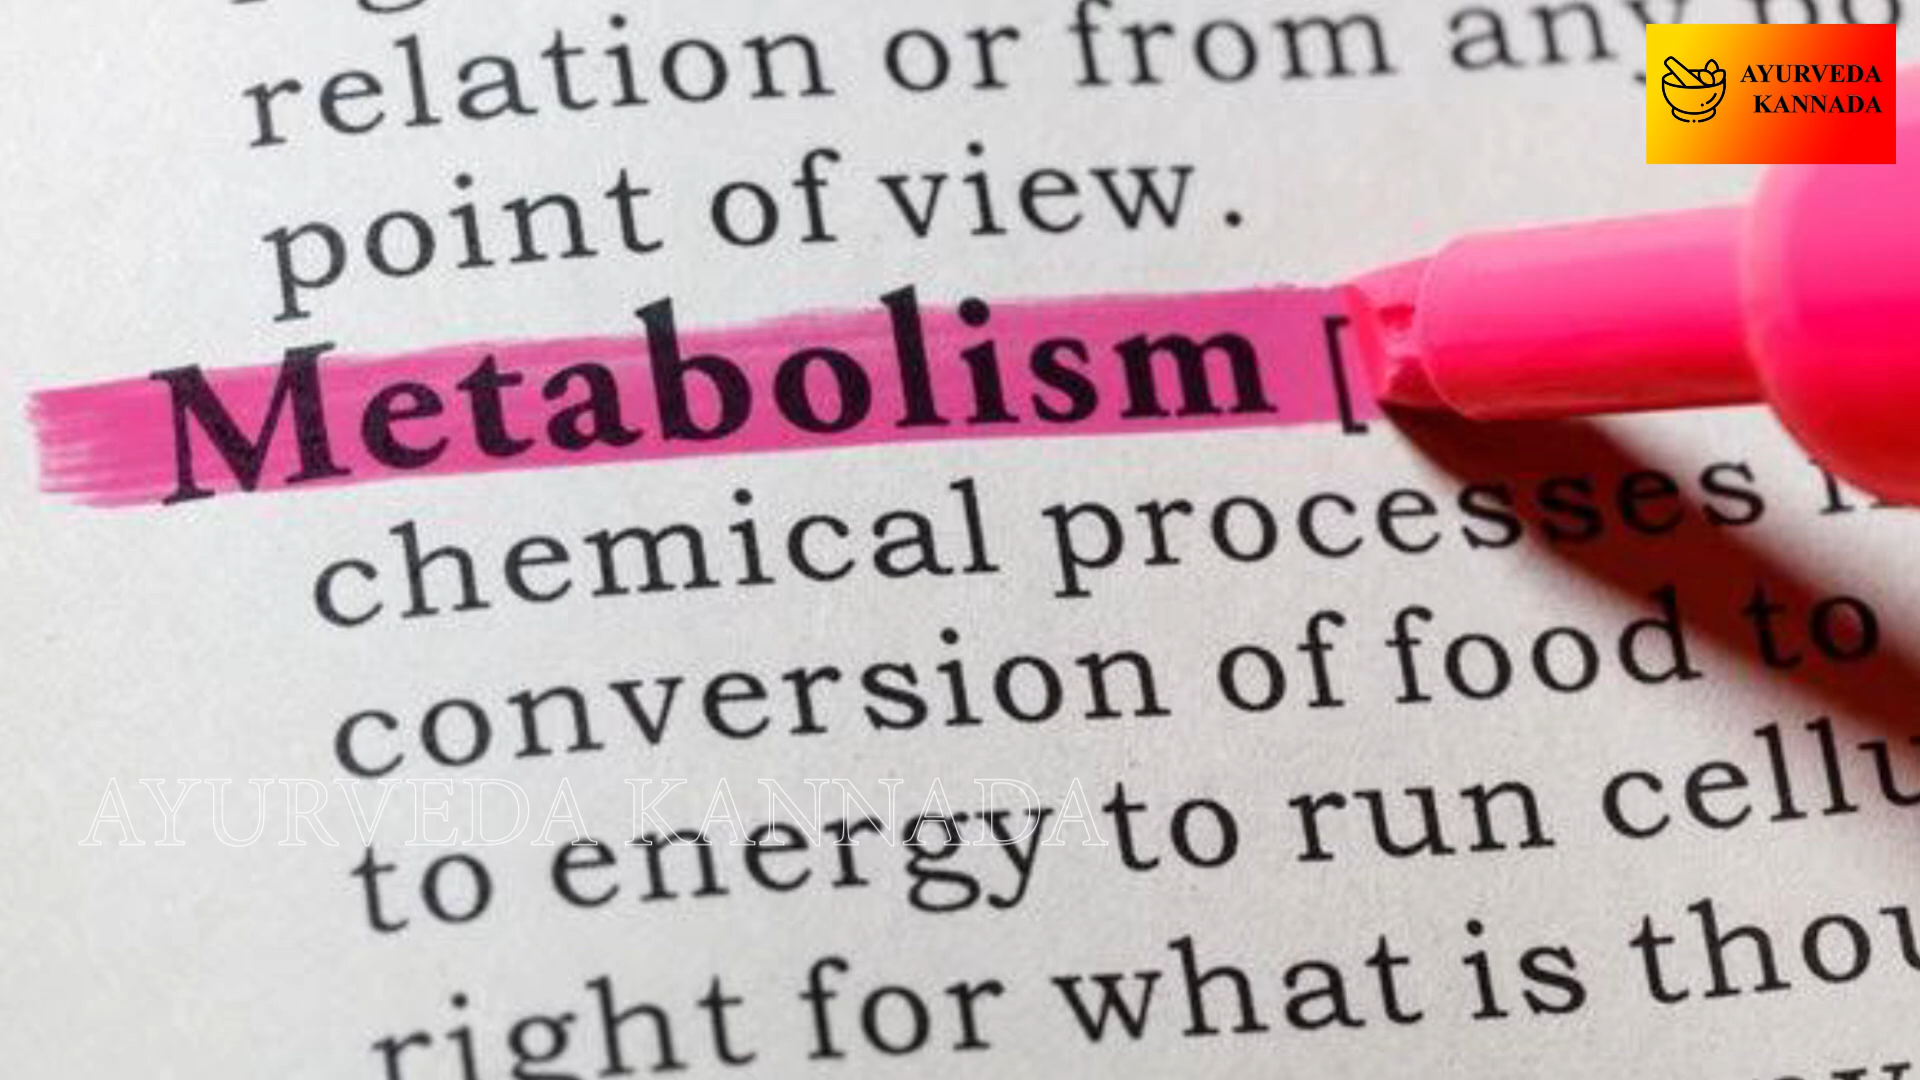 relation or from any
point of view.
Metabolism [
chemical processes
conversion of food to
to energy to run cellu
right for what is thou
AYURVEDA
KANNADA
AYURVEDA KANNADA